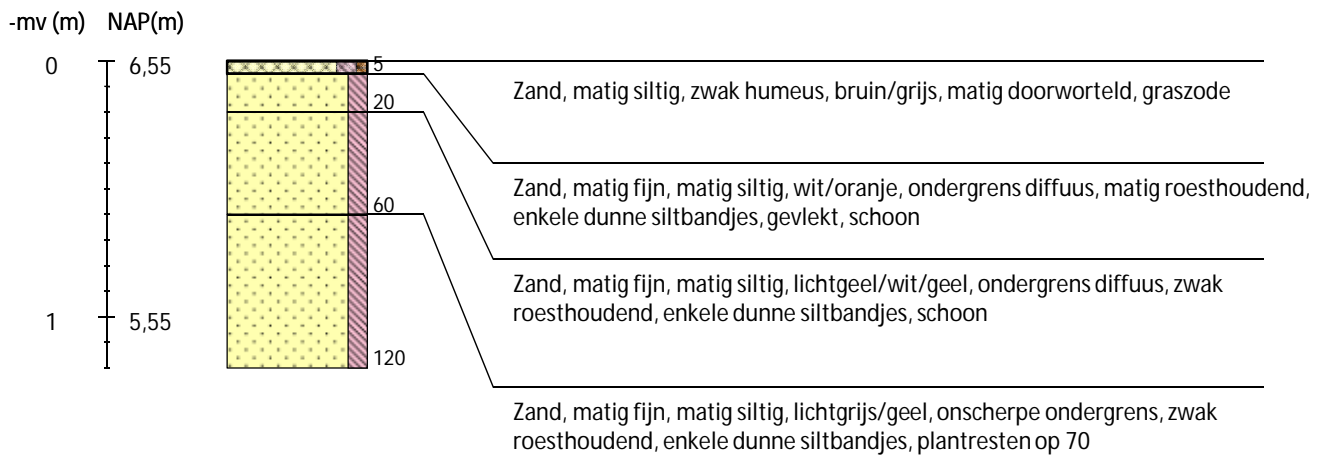 -mv (m) NAP(m)
0 6,55
5
Zand, matig siltig, zwak humeus, bruin/grijs, matig doorworteld, graszode
20
Zand, matig fijn, matig siltig, wit/oranje, ondergrens diffuus, matig roesthoudend,
enkele dunne siltbandjes, gevlekt, schoon
60
Zand, matig fijn, matig siltig, lichtgeel/wit/geel, ondergrens diffuus, zwak
roesthoudend, enkele dunne siltbandjes, schoon
1 5,55
120
Zand, matig fijn, matig siltig, lichtgrijs/geel, onscherpe ondergrens, zwak
roesthoudend, enkele dunne siltbandjes, plantresten op 70